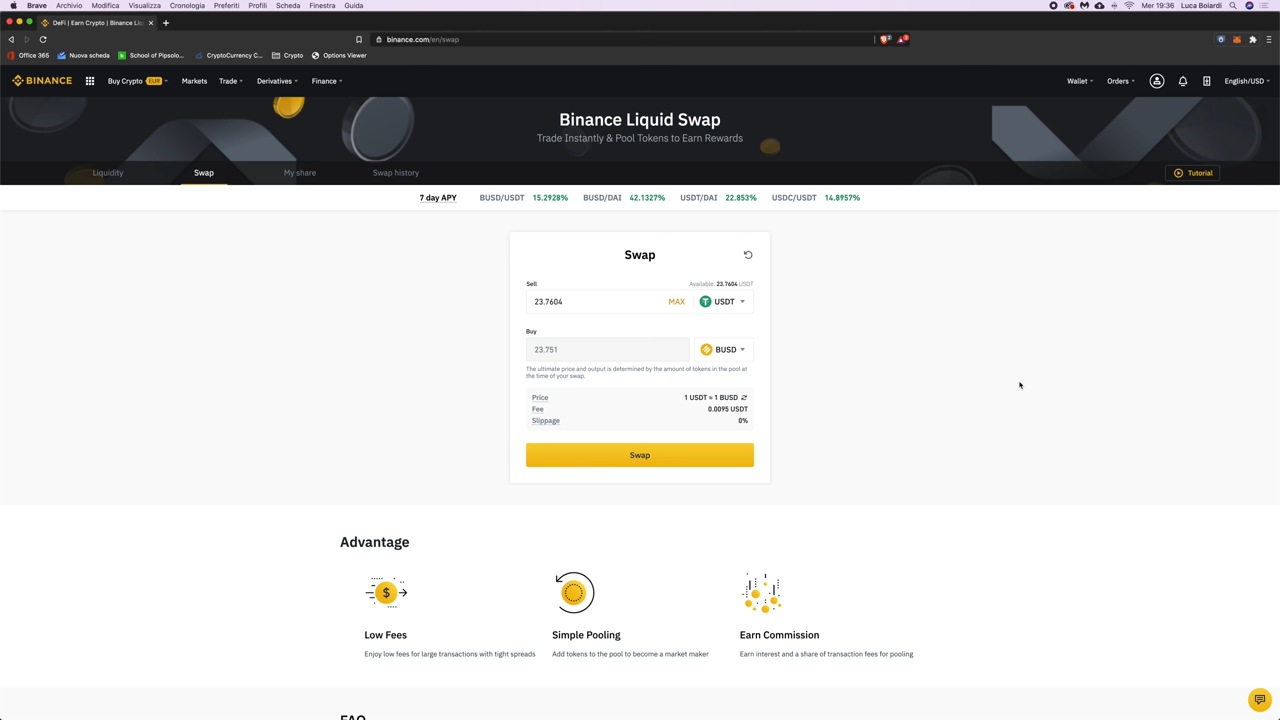 Brave Archivio Modifica Visualizza Cronologia Preferiti Profili Scheda Finestra Guida Mer 19:36 Luca Boiardi
DeFi | Earn Crypto | Binance Liq
binance.com/en/swap
Office 365 Nuova scheda School of Pipsolo... CryptoCurrency C... Crypto Options Viewer
BINANCE Buy Crypto EUR Markets Trade Derivatives Finance Wallet Orders English/USD
Binance Liquid Swap
Trade Instantly & Pool Tokens to Earn Rewards
Liquidity Swap My share Swap history Tutorial
7 day APY BUSD/USDT 15.2928% BUSD/DAI 42.1327% USDT/DAI 22.853% USDC/USDT 14.8957%
Swap
Sell Available: 23.7604 USDT
23.7604 MAX USDT
Buy
23.751 BUSD
The ultimate price and output is determined by the amount of tokens in the pool at
the time of your swap.
Price 1 USDT ≈ 1 BUSD
Fee 0.0095 USDT
Slippage 0%
Swap
Advantage
Low Fees Simple Pooling Earn Commission
Enjoy low fees for large transactions with tight spreads Add tokens to the pool to become a market maker Earn interest and a share of transaction fees for pooling
FAQ